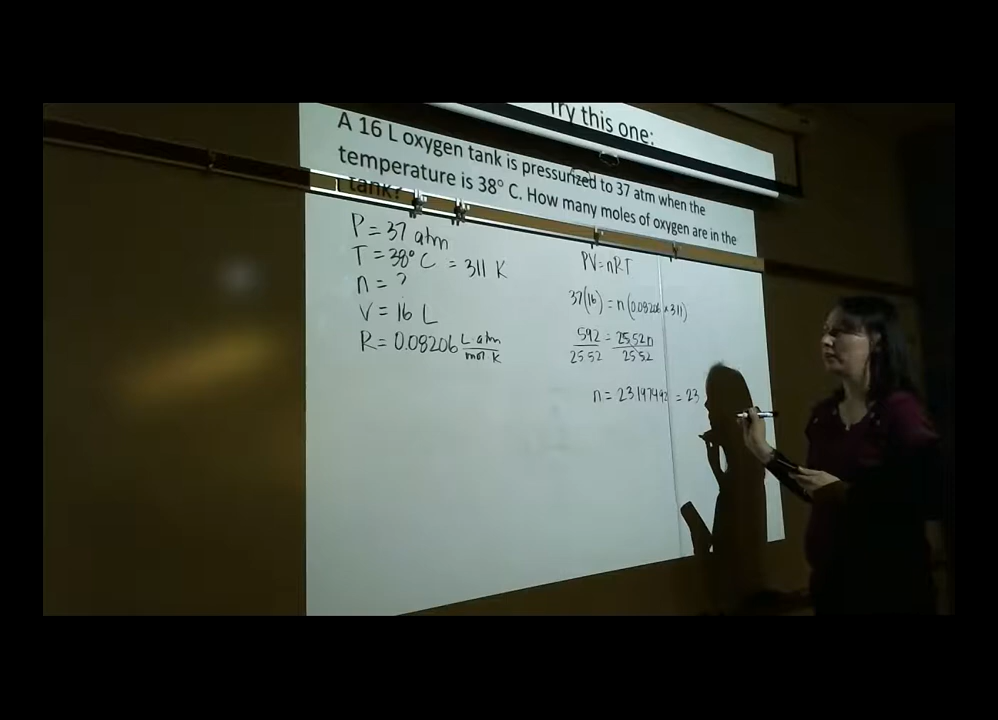 Try this one:
A 16 L oxygen tank is pressurized to 37 atm when the
temperature is 38° C. How many moles of oxygen are in the
tank?
P = 37 atm
T = 38° C = 311 K
n = ?
V = 16 L
R = 0.08206 L atm / mol K
PV = nRT
37(16) = n(0.08206 x 311)
592 = 25.52n
25.52 25.52
n = 23.197492 = 23